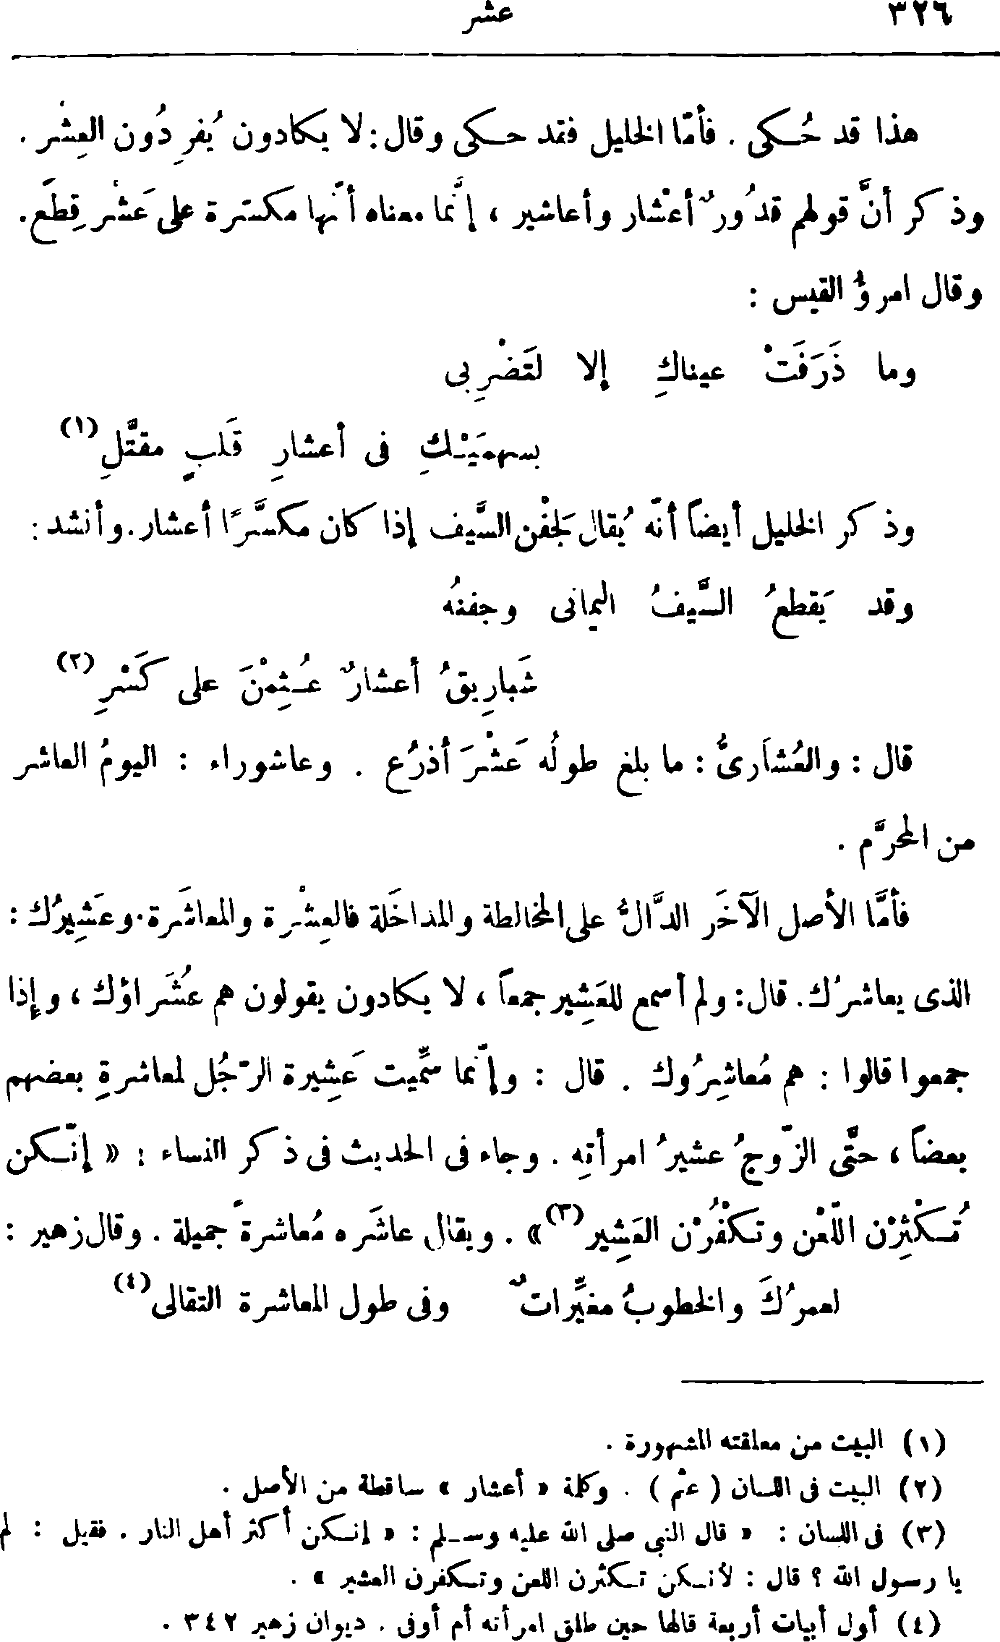 ٣٢٦ عشر
هذا قد حُكى . فأمّا الخليل فقد حكى وقال : لا يكادون يُفرِدُون العِشْر .
وذكر أنَّ قولهم قدُورٌ أعْشار وأعاشير ، إنَّما معناه أنّها مكسّرة على عَشْر قِطَع .
وقال امرؤُ القيس :
وما ذَرَفَتْ عيناكِ إلا لتَضْرِبى
بسهمَيْكِ فى أعشارِ قَلبٍ مقتَّلِ (١)
وذكر الخليل أيضاً أنّه يُقال لجَفْن السَّيف إذا كان مكسَّرًا أعشار . وأنشد :
وقد يَقطعُ السَّيفُ اليمانى وجفنُه
شَبارِيقُ أعشارٌ عُثِمْنَ على كَسْرِ (٢)
قال : والعُشَارىُّ : ما بلغ طولُه عَشْرَ أذرُع . وعاشوراء : اليومُ العاشر
من المحرَّم .
فأمَّا الأصل الآخَر الدَّالُّ على المخالطة والمداخَلة فالعِشْرة والمعاشَرة . وعَشِيرُك :
الذى يعاشرُك . قال : ولم أسمع للعَشِير جمعاً ، لا يكادون يقولون هم عُشَراؤك ، وإذا
جمعوا قالوا : هم مُعاشِرُوك . قال : وإنّما سمِّيت عَشِيرة الرّجُل لمعاشرةِ بعضهم
بعضاً ، حتَّى الزّوجُ عشيرُ امرأتِه . وجاء فى الحديث فى ذكر النساء : « إنّكن
تُكْثِرْن اللّعْن وتكْفُرْن العَشِير (٣) » . ويقال عاشَره مُعاشرةً جميلة . وقال زهير :
لعمرُكَ والخطوبُ مغيِّراتٌ وفى طول المعاشرة التقالى (٤)
(١) البيت من معلقته المشهورة .
(٢) البيت فى اللسان ( عثم ) . وكلمة « أعشار » ساقطة من الأصل .
(٣) فى اللسان : « قال النبى صلى الله عليه وسلم : « إنكن أكثر أهل النار . فقيل : لم
يا رسول الله ؟ قال : لأنكن تكثرن اللعن وتكفرن العشير » .
(٤) أول أبيات أربعة قالها حين طلق امرأته أم أوفى . ديوان زهير ٣٤٢ .